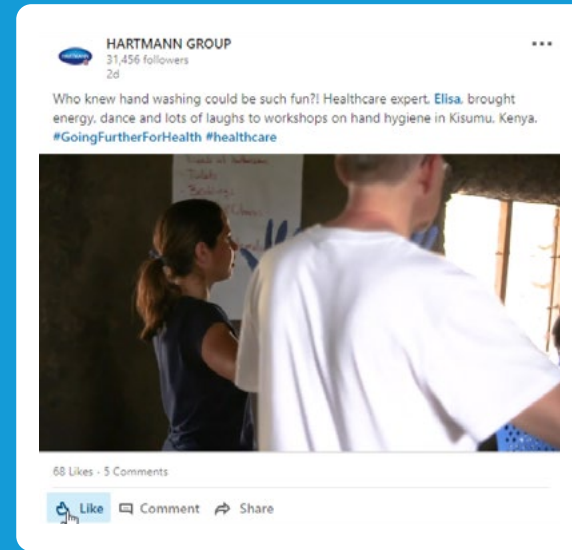 HARTMANN GROUP
31,456 followers
2d
Who knew hand washing could be such fun?! Healthcare expert, Elisa, brought
energy, dance and lots of laughs to workshops on hand hygiene in Kisumu, Kenya.
#GoingFurtherForHealth #healthcare
- Toilets
68 Likes · 5 Comments
Like Comment Share